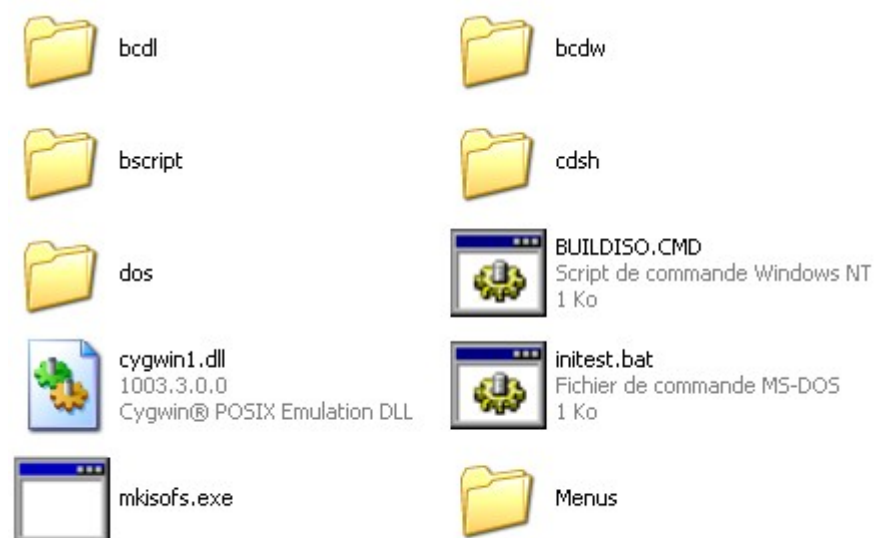 bcdl
bcdw
bscript
cdsh
dos
BUILDISO.CMD
Script de commande Windows NT
1 Ko
cygwin1.dll
1003.3.0.0
Cygwin® POSIX Emulation DLL
initest.bat
Fichier de commande MS-DOS
1 Ko
mkisofs.exe
Menus